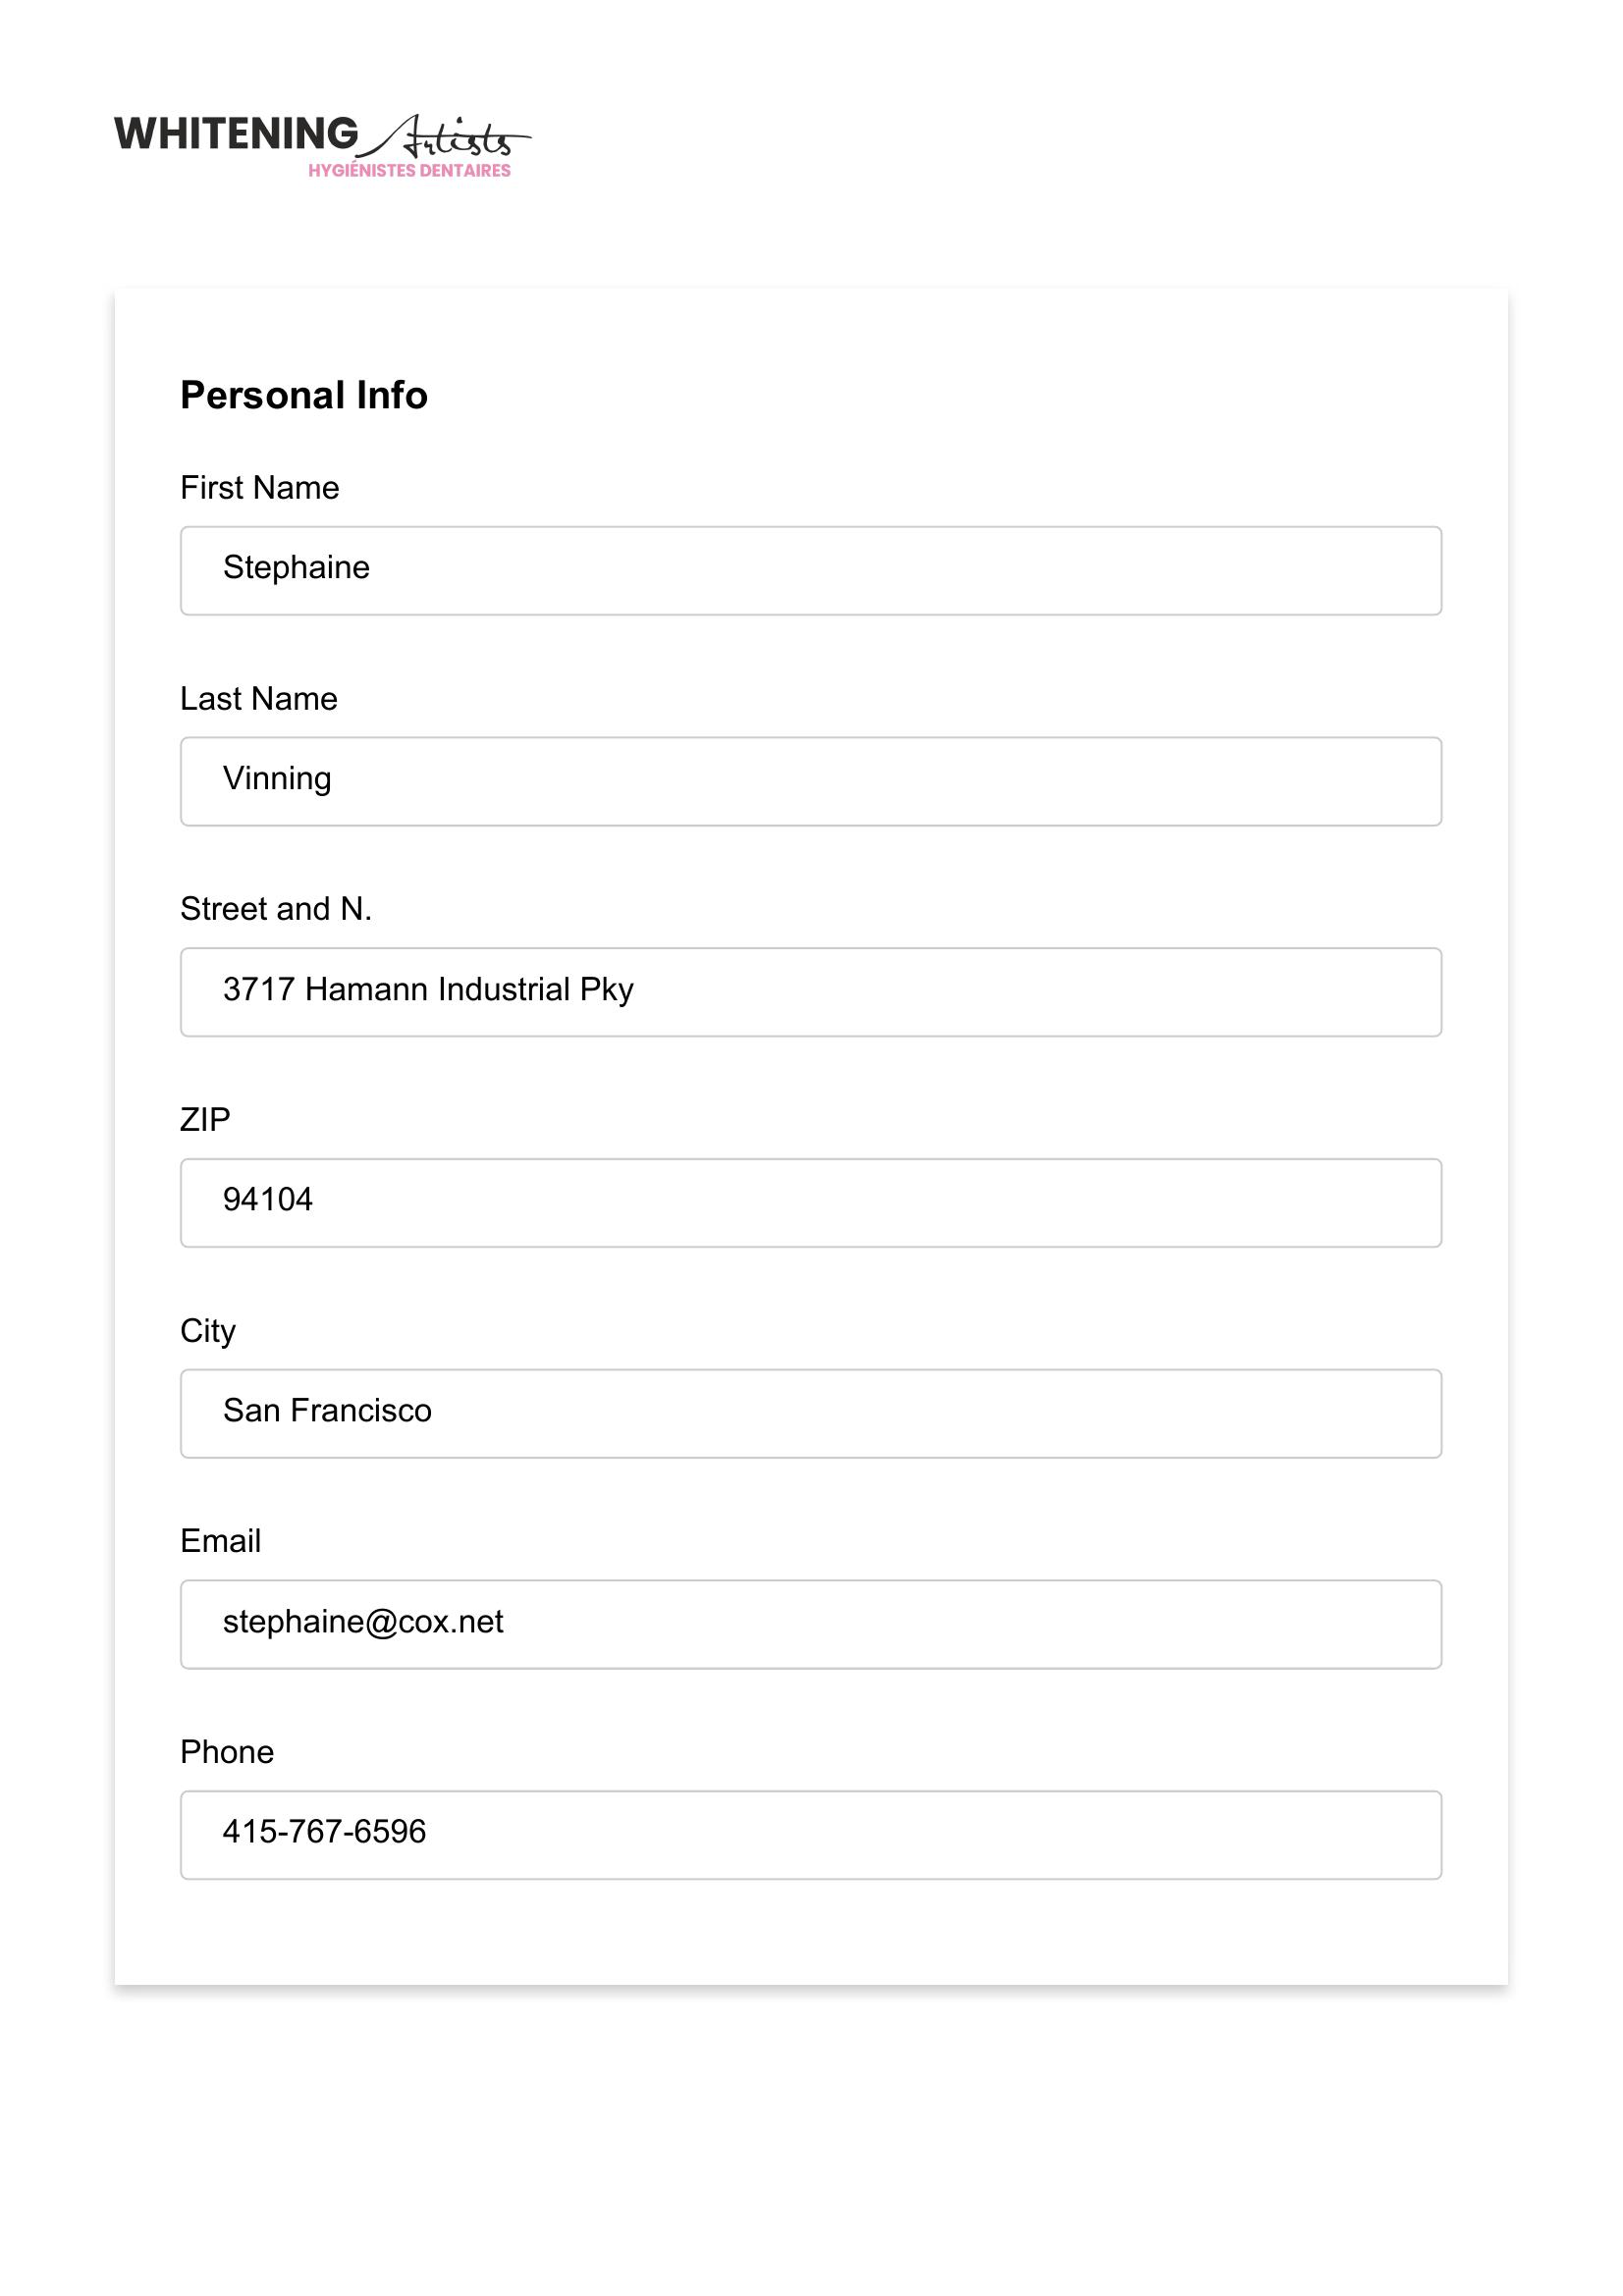 WHITENING Artists
HYGIÉNISTES DENTAIRES
Personal Info
First Name
Stephaine
Last Name
Vinning
Street and N.
3717 Hamann Industrial Pky
ZIP
94104
City
San Francisco
Email
stephaine@cox.net
Phone
415-767-6596